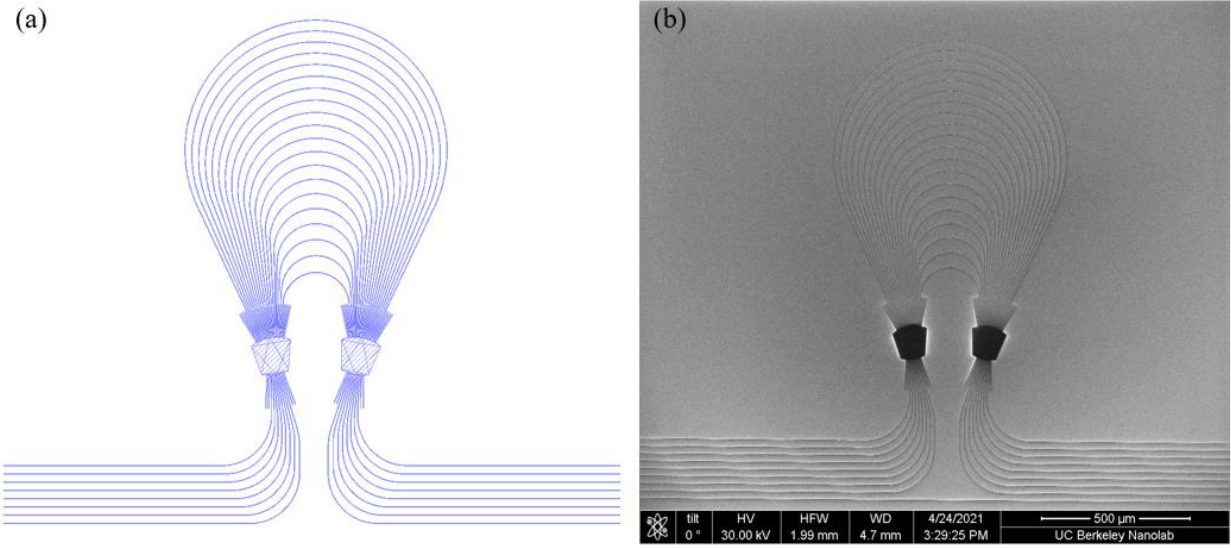 (a)
(b)
tilt HV HFW WD 4/24/2021 500 µm
0 ° 30.00 kV 1.99 mm 4.7 mm 3:29:25 PM UC Berkeley Nanolab